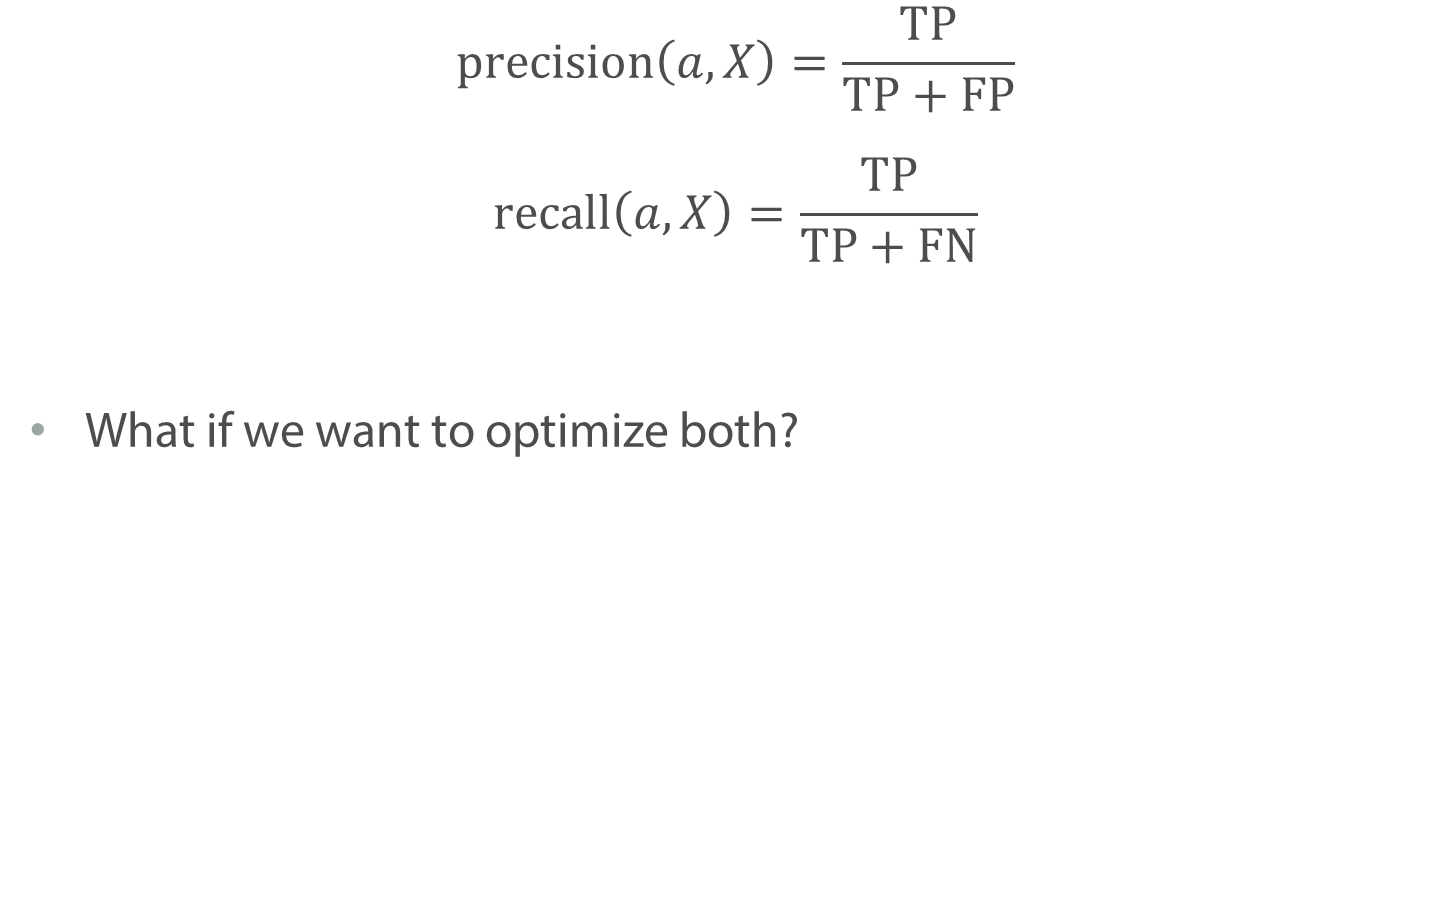 precision(a, X) = TP / (TP + FP)
recall(a, X) = TP / (TP + FN)
• What if we want to optimize both?